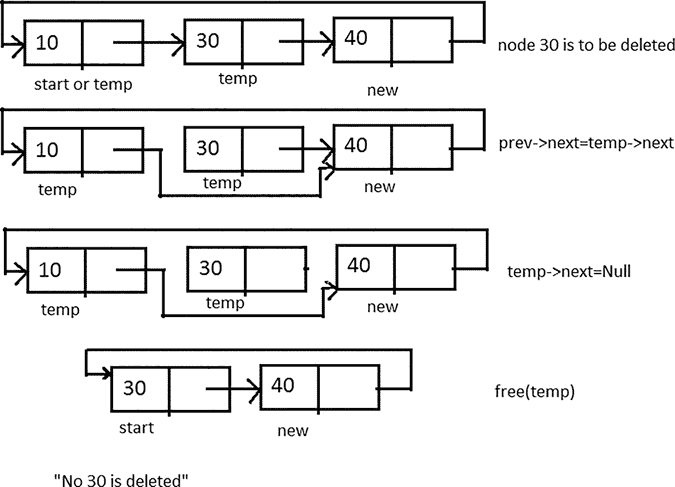 10 30 40 node 30 is to be deleted
start or temp temp new
10 30 40 prev->next=temp->next
temp temp new
10 30 40 temp->next=Null
temp temp new
30 40 free(temp)
start new
"No 30 is deleted"